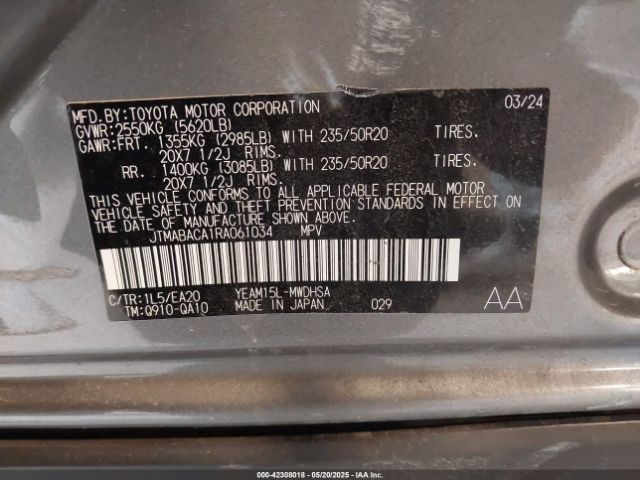 MFD.BY:TOYOTA MOTOR CORPORATION 03/24
GVWR:2550KG (5620LB)
GAWR:FRT. 1355KG (2985LB) WITH 235/50R20 TIRES.
20X7 1/2J RIMS.
RR. 1400KG (3085LB) WITH 235/50R20 TIRES.
20X7 1/2J RIMS.
THIS VEHICLE CONFORMS TO ALL APPLICABLE FEDERAL MOTOR
VEHICLE SAFETY AND THEFT PREVENTION STANDARDS IN EFFECT ON
THE DATE OF MANUFACTURE SHOWN ABOVE.
JTMABACA1RA061034 MPV
C/TR:1L5/EA20 YEAM15L-MWDHSA
TM:Q910-QA10 MADE IN JAPAN 029 AA
000-42308018 - 05/20/2025 - COPYRIGHT IAA, LLC.